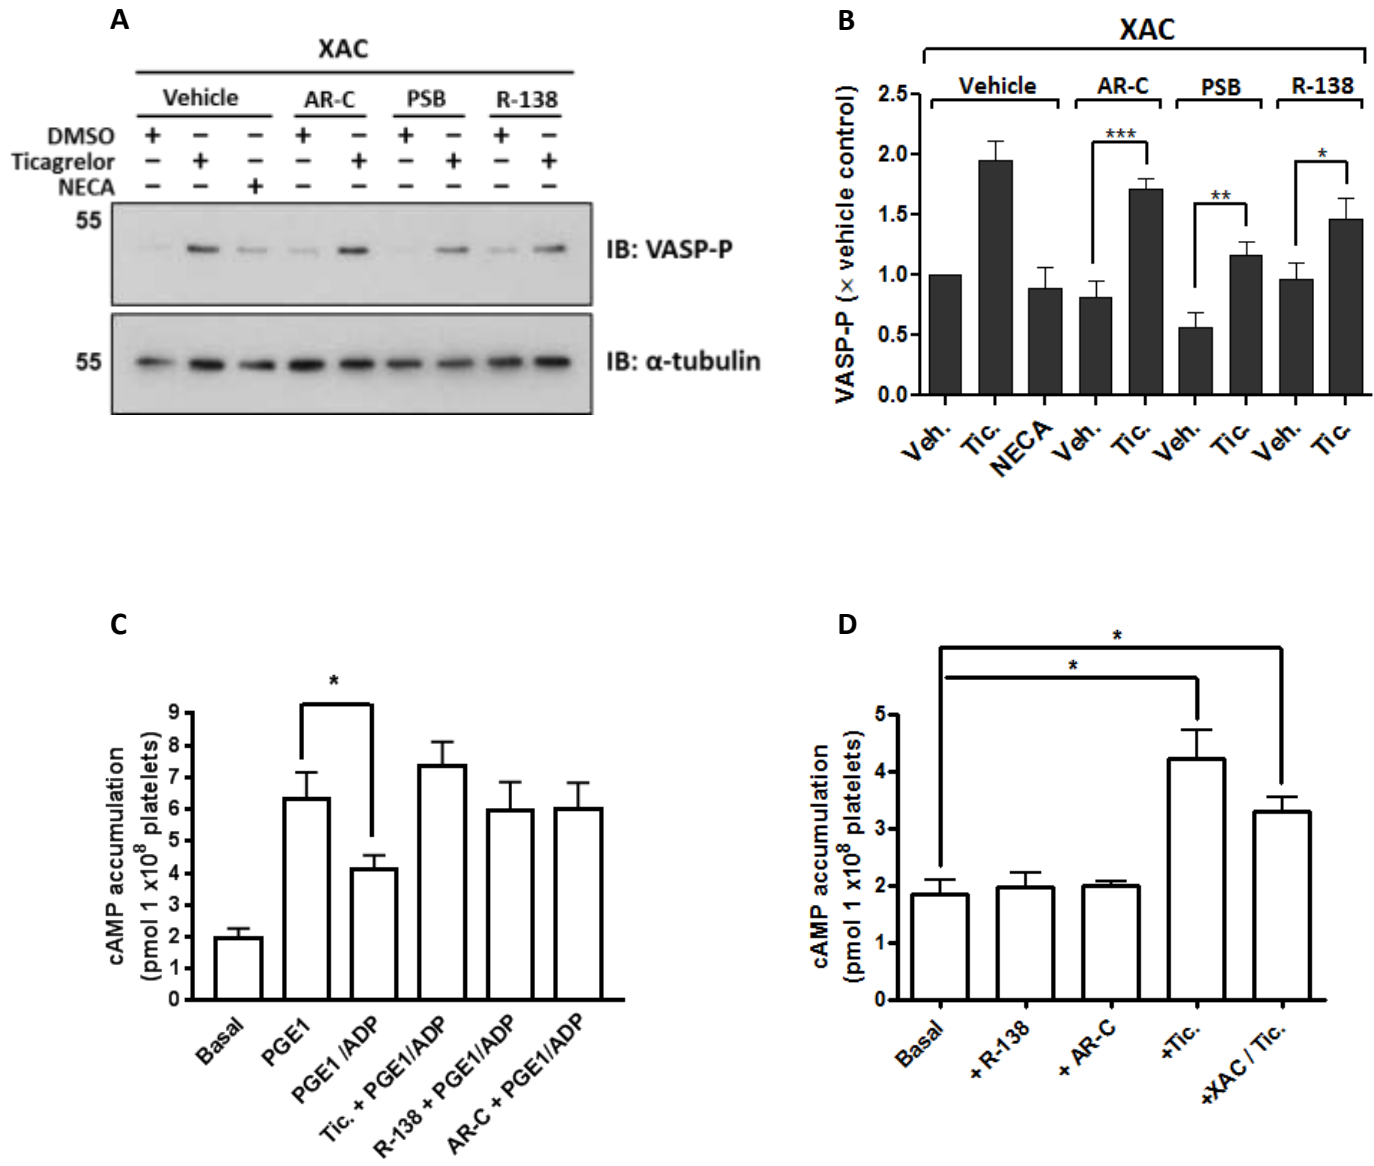 A
XAC
Vehicle AR-C PSB R-138
DMSO + – – + – + – + –
Ticagrelor – + – – + – + – +
NECA – – + – – – – – –
55
IB: VASP-P
55
IB: α-tubulin
B
XAC
Vehicle AR-C PSB R-138
VASP-P (× vehicle control)
2.5
2.0
1.5
1.0
0.5
0.0
*** ** *
Veh. Tic. NECA Veh. Tic. Veh. Tic. Veh. Tic.
C
*
cAMP accumulation
(pmol 1 x10⁸ platelets)
9
8
7
6
5
4
3
2
1
0
Basal
PGE1
PGE1 /ADP
Tic. + PGE1/ADP
R-138 + PGE1/ADP
AR-C + PGE1/ADP
D
*
*
cAMP accumulation
(pmol 1 x10⁸ platelets)
5
4
3
2
1
0
Basal
+ R-138
+ AR-C
+Tic.
+XAC / Tic.